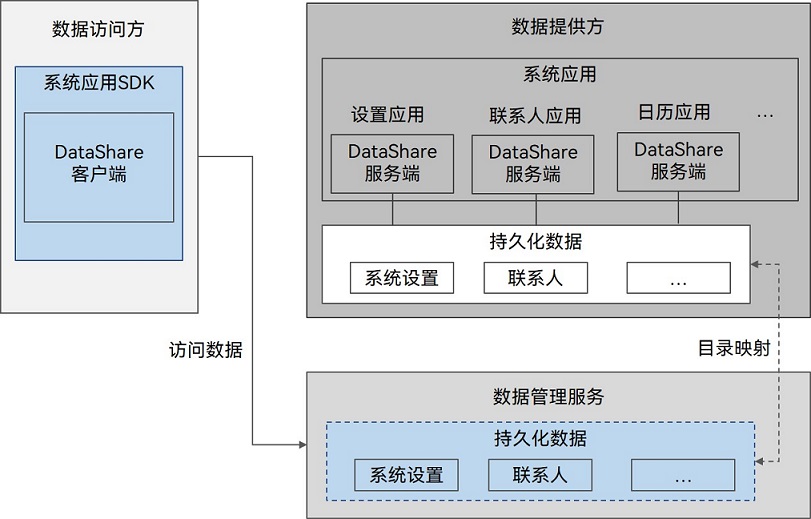 数据访问方
系统应用SDK
DataShare
客户端
数据提供方
系统应用
设置应用
联系人应用
日历应用
...
DataShare
服务端
DataShare
服务端
DataShare
服务端
持久化数据
系统设置
联系人
...
访问数据
目录映射
数据管理服务
持久化数据
系统设置
联系人
...